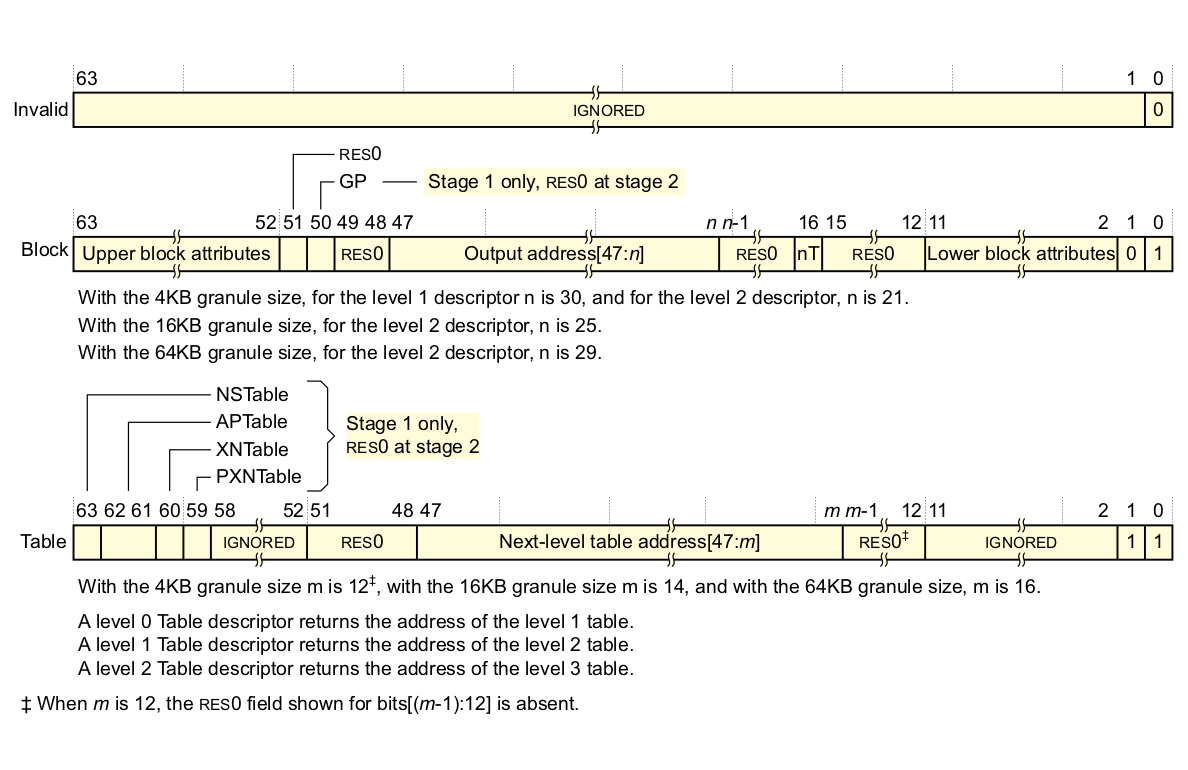 63 1 0
Invalid IGNORED 0
RES0
GP Stage 1 only, RES0 at stage 2
63 52 51 50 49 48 47 n n-1 16 15 12 11 2 1 0
Block Upper block attributes RES0 Output address[47:n] RES0 nT RES0 Lower block attributes 0 1
With the 4KB granule size, for the level 1 descriptor n is 30, and for the level 2 descriptor, n is 21.
With the 16KB granule size, for the level 2 descriptor, n is 25.
With the 64KB granule size, for the level 2 descriptor, n is 29.
NSTable
APTable
XNTable
PXNTable
Stage 1 only,
RES0 at stage 2
63 62 61 60 59 58 52 51 48 47 m m-1 12 11 2 1 0
Table IGNORED RES0 Next-level table address[47:m] RES0‡ IGNORED 1 1
With the 4KB granule size m is 12‡, with the 16KB granule size m is 14, and with the 64KB granule size, m is 16.
A level 0 Table descriptor returns the address of the level 1 table.
A level 1 Table descriptor returns the address of the level 2 table.
A level 2 Table descriptor returns the address of the level 3 table.
‡ When m is 12, the RES0 field shown for bits[(m-1):12] is absent.